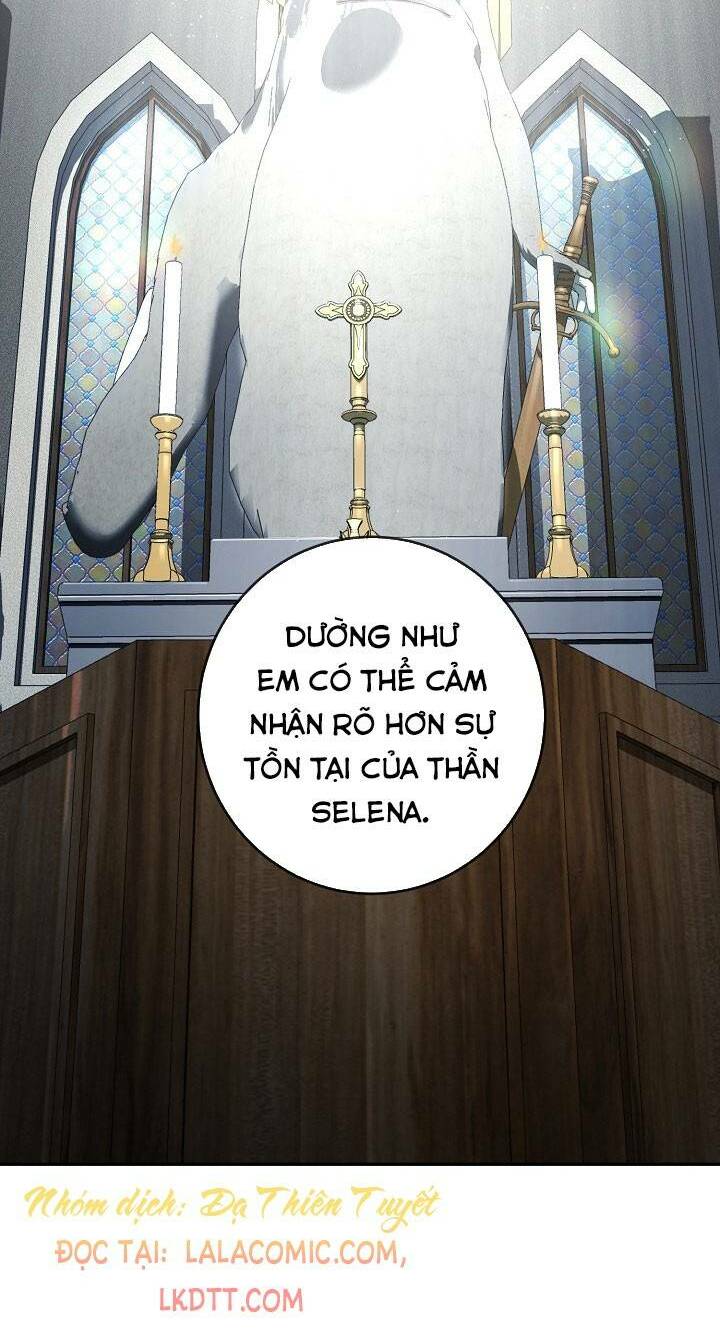 DƯỜNG NHƯ
EM CÓ THỂ CẢM
NHẬN RÕ HƠN SỰ
TỒN TẠI CỦA THẦN
SELENA.
Nhóm dịch: Dạ Thiên Tuyết
ĐỌC TẠI: LALACOMIC.COM,
LKDTT.COM